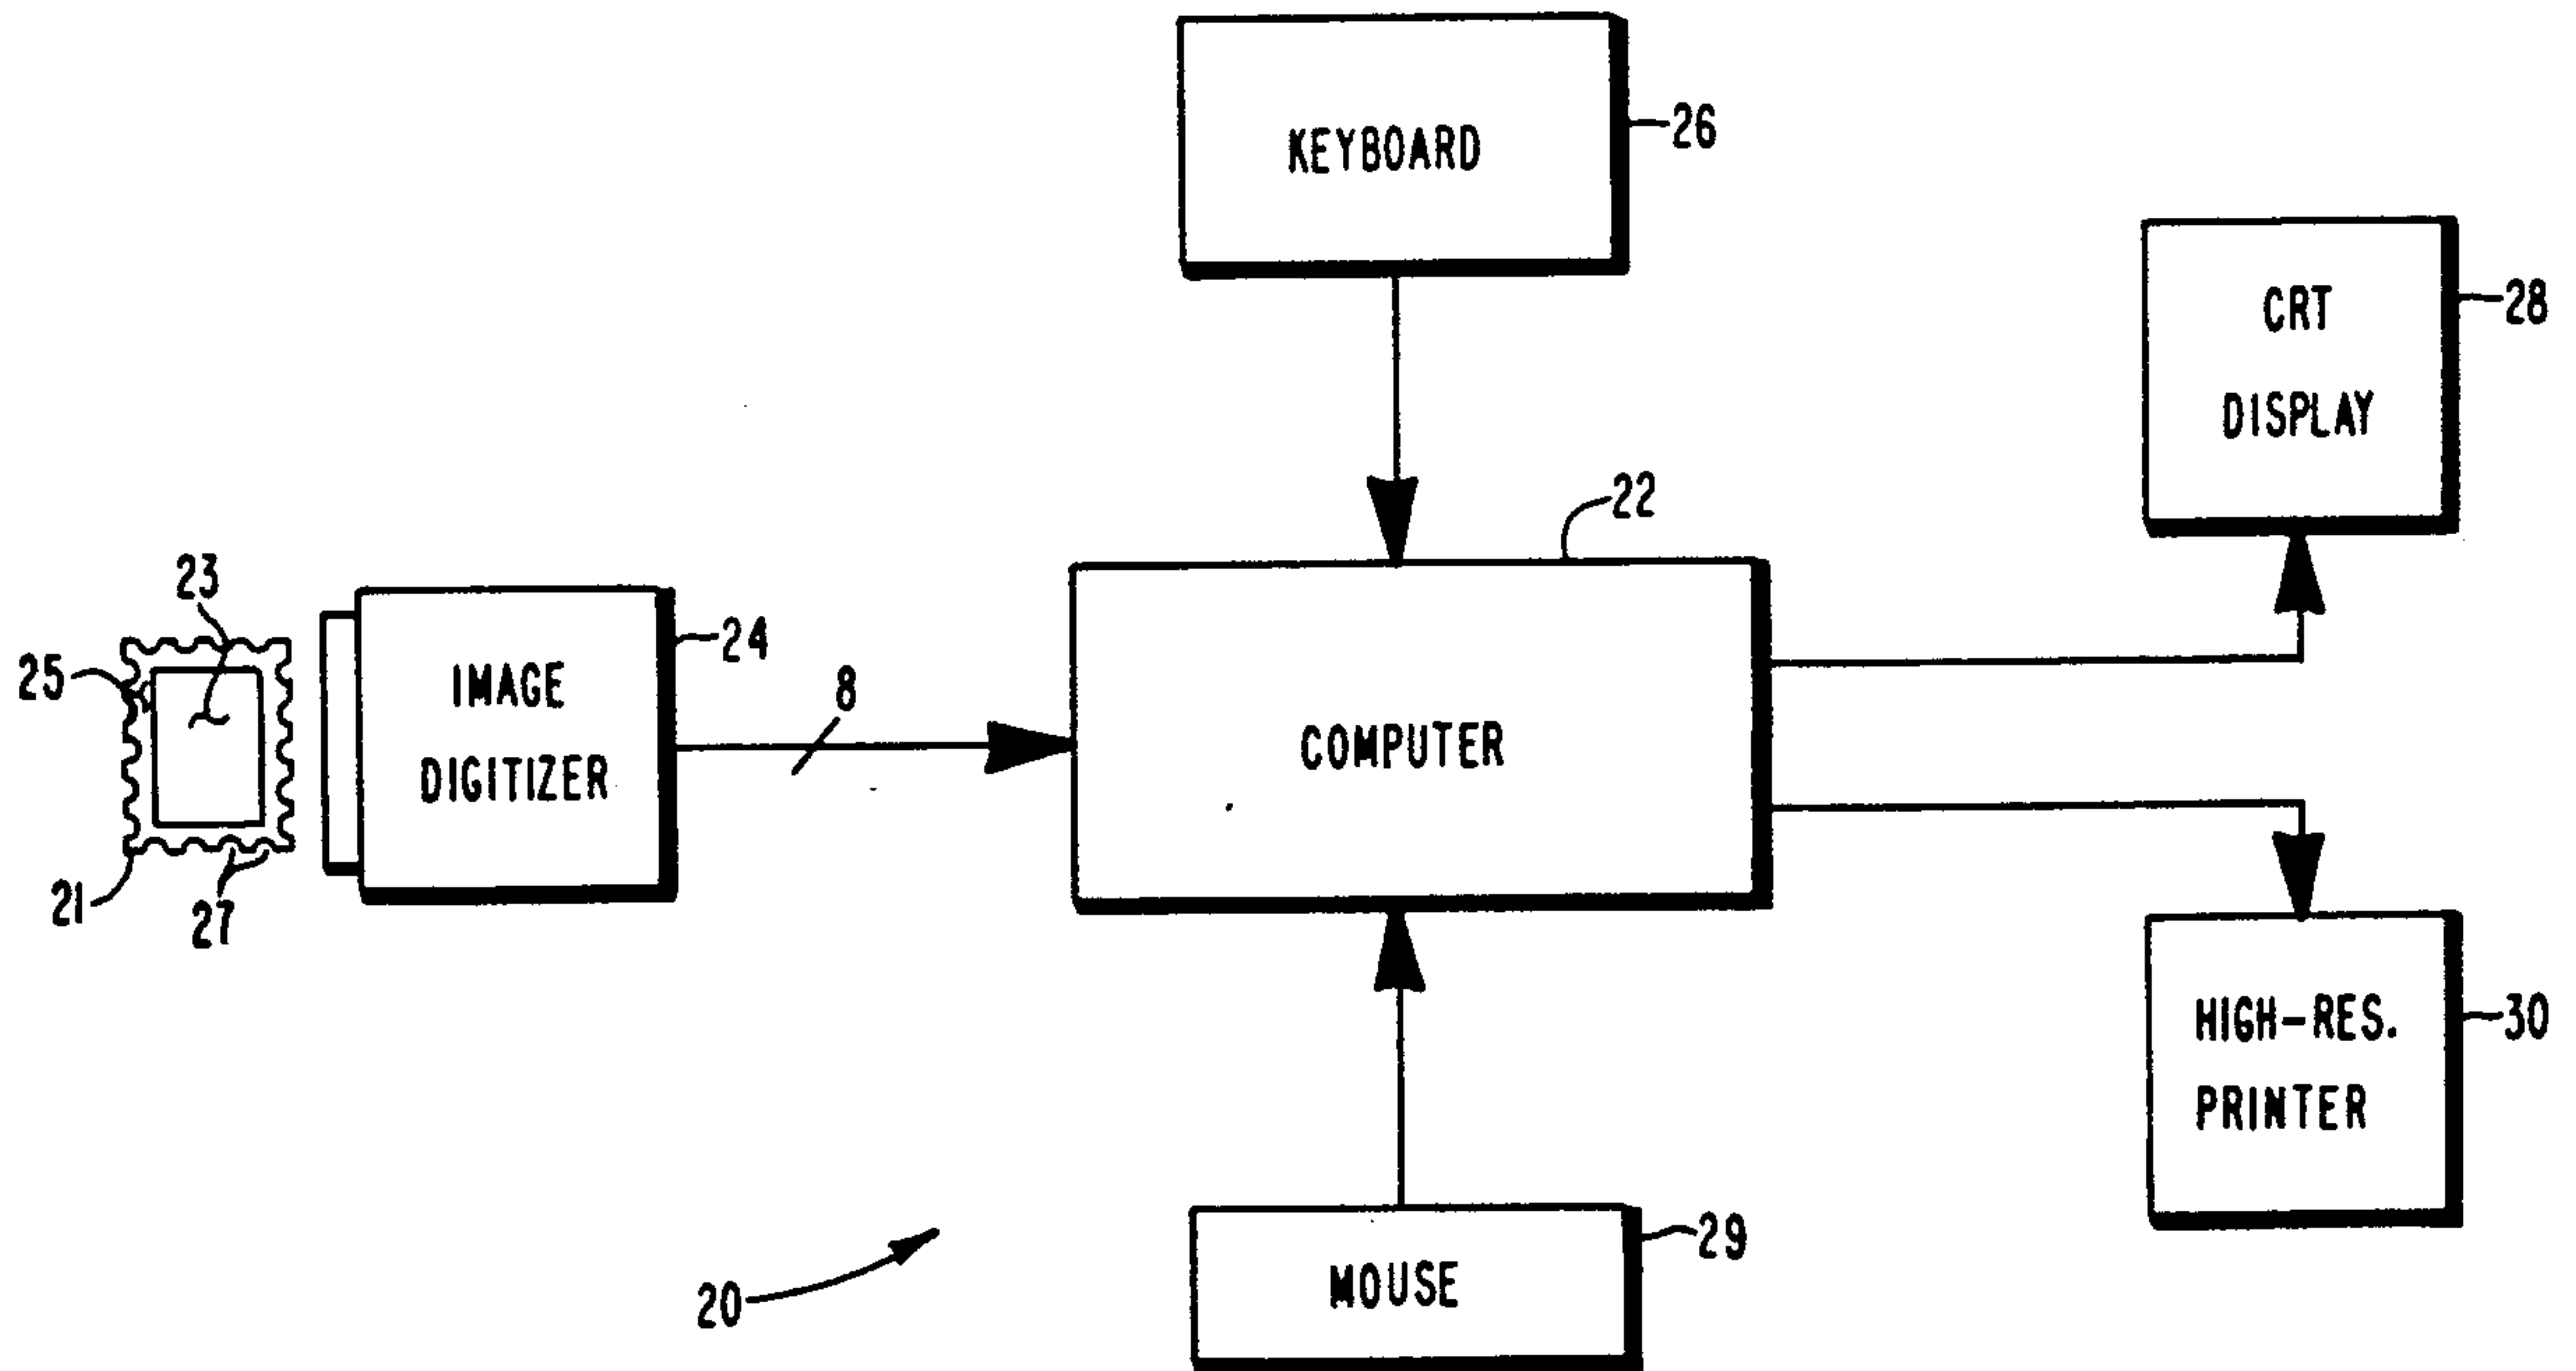 KEYBOARD
26
CRT
DISPLAY
28
22
23
25
21
27
IMAGE
DIGITIZER
24
8
COMPUTER
HIGH-RES.
PRINTER
30
MOUSE
29
20